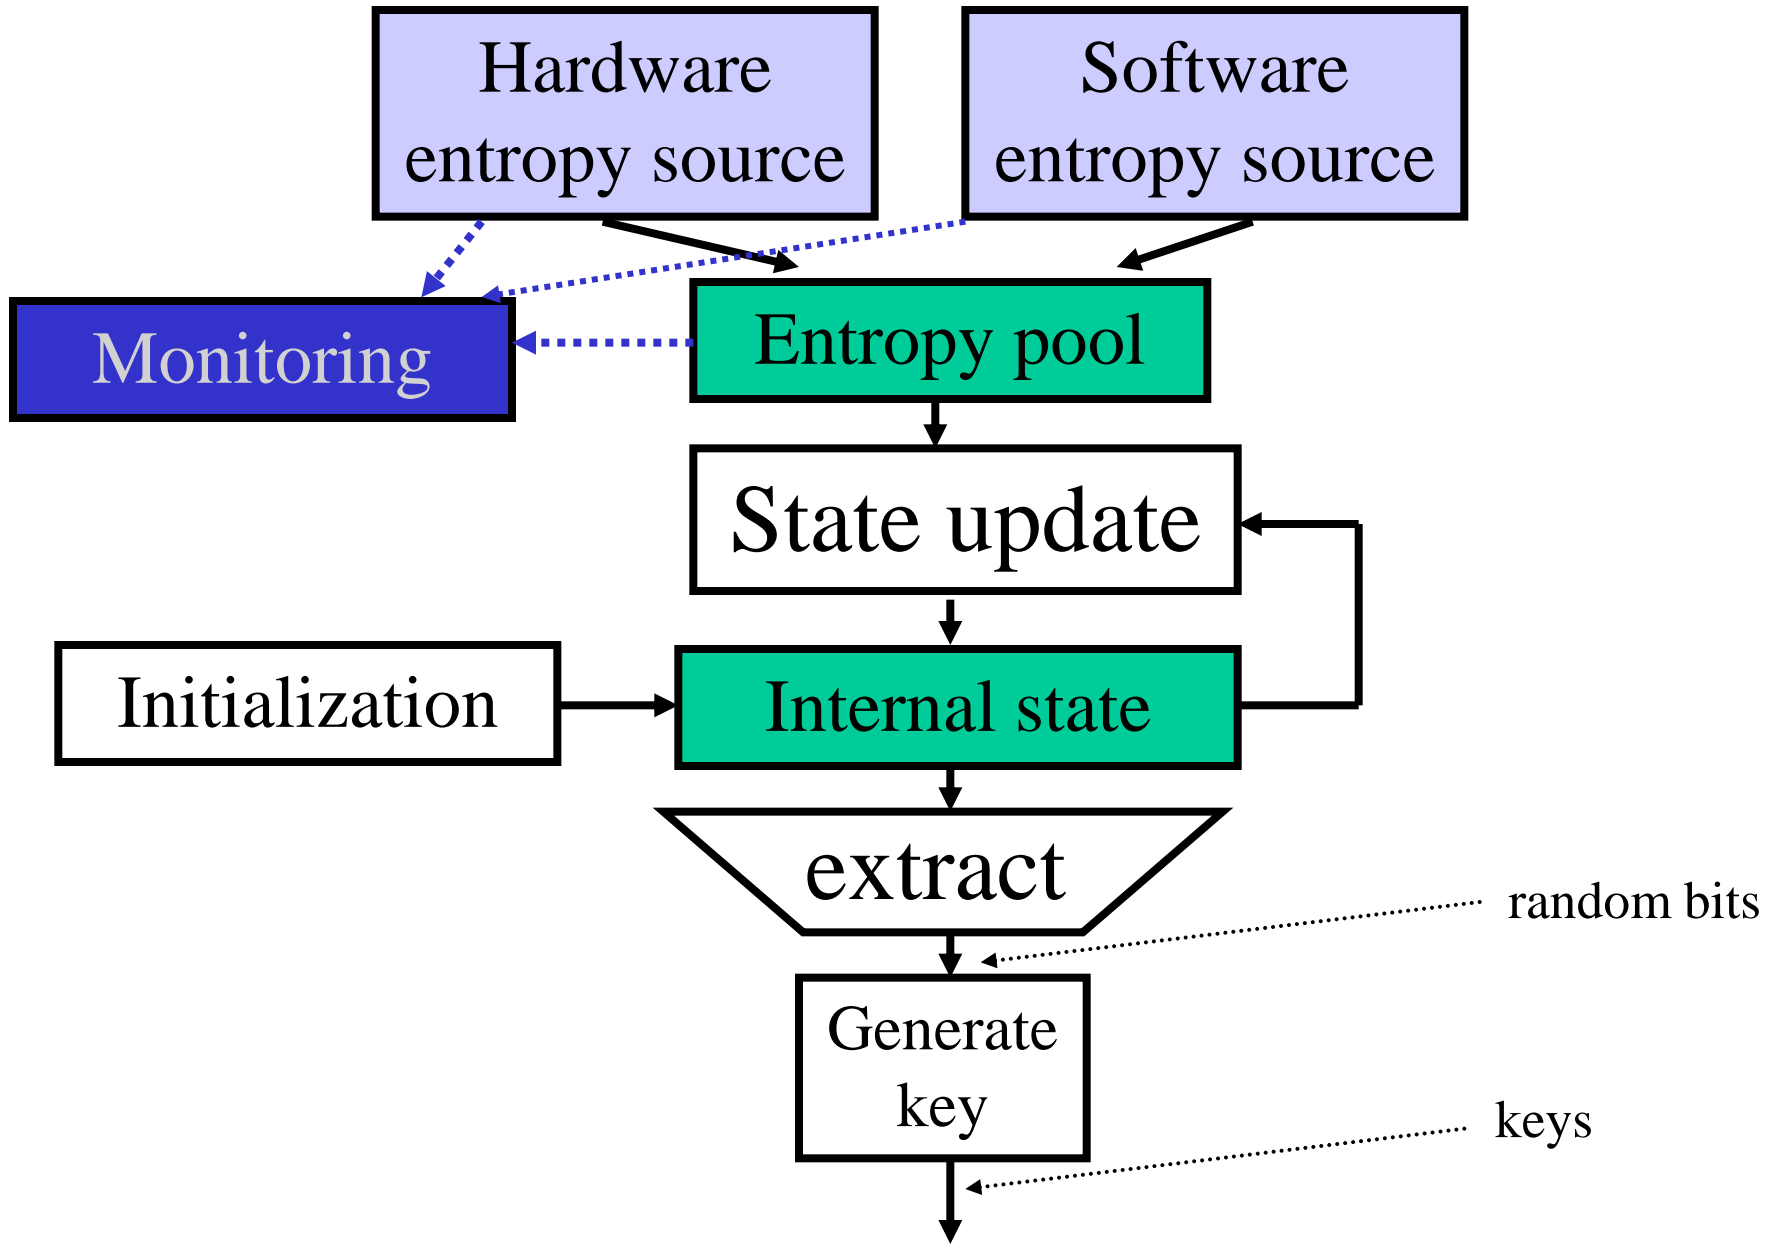 Hardware
entropy source
Software
entropy source
Monitoring
Entropy pool
State update
Initialization
Internal state
extract
random bits
Generate
key
keys